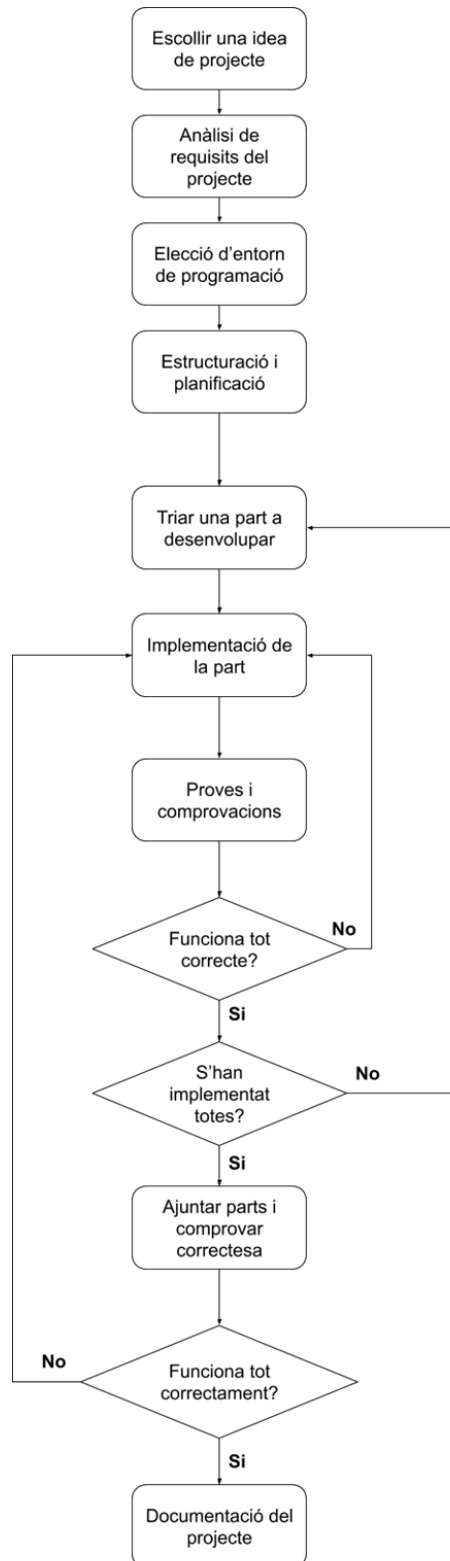 Escollir una idea
de projecte
Anàlisi de
requisits del
projecte
Elecció d'entorn
de programació
Estructuració i
planificació
Triar una part a
desenvolupar
Implementació de
la part
Proves i
comprovacions
Funciona tot
correcte?
No
Si
S'han
implementat
totes?
No
Si
Ajuntar parts i
comprovar
correctesa
Funciona tot
correctament?
No
Si
Documentació del
projecte